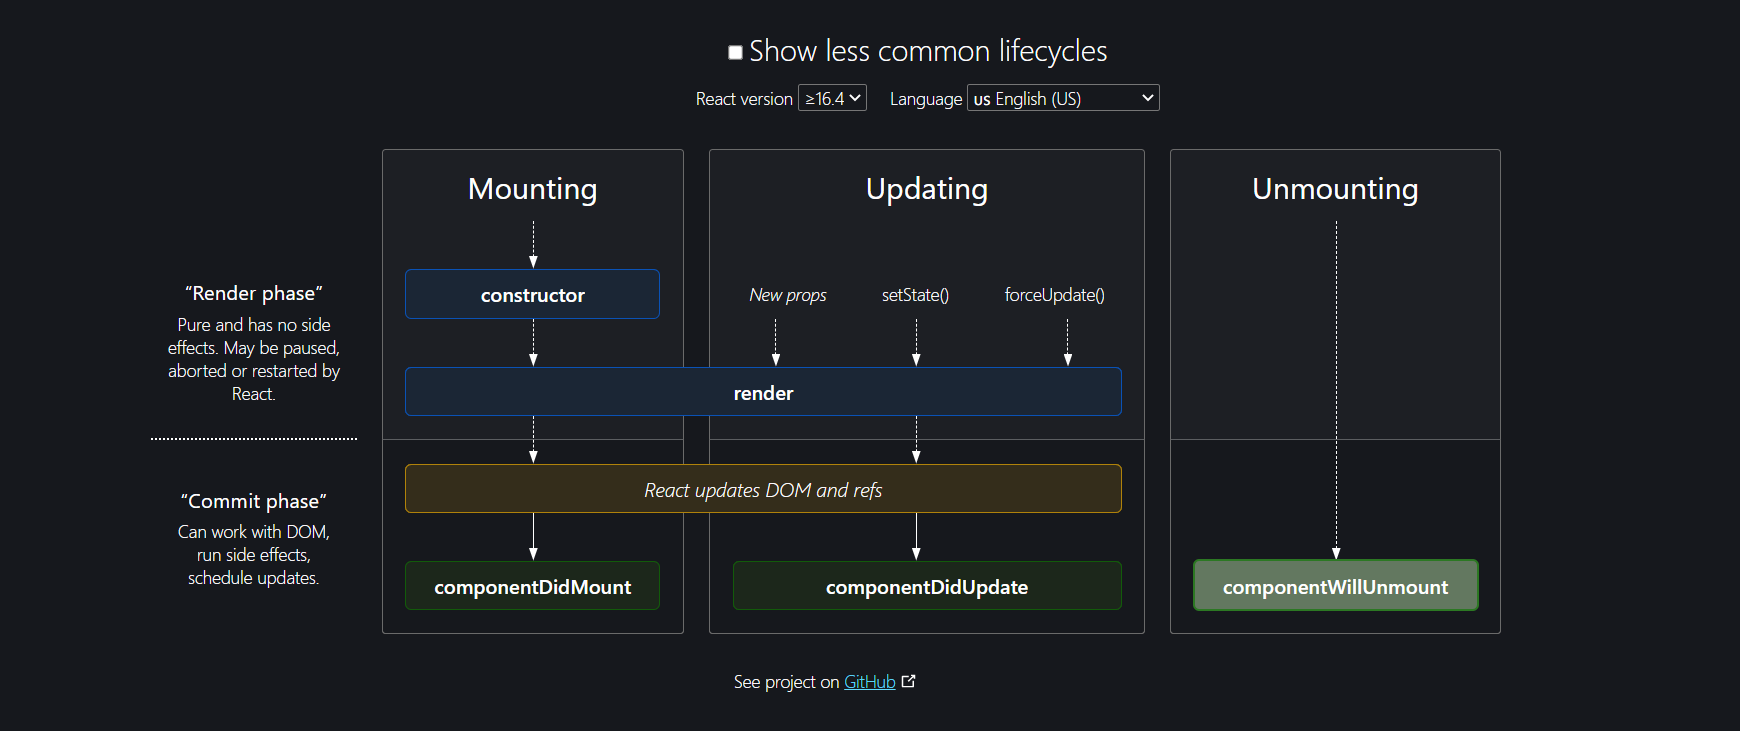 Show less common lifecycles
React version ≥16.4 Language us English (US)
Mounting
Updating
Unmounting
“Render phase”
Pure and has no side
effects. May be paused,
aborted or restarted by
React.
constructor
New props
setState()
forceUpdate()
render
“Commit phase”
Can work with DOM,
run side effects,
schedule updates.
React updates DOM and refs
componentDidMount
componentDidUpdate
componentWillUnmount
See project on GitHub